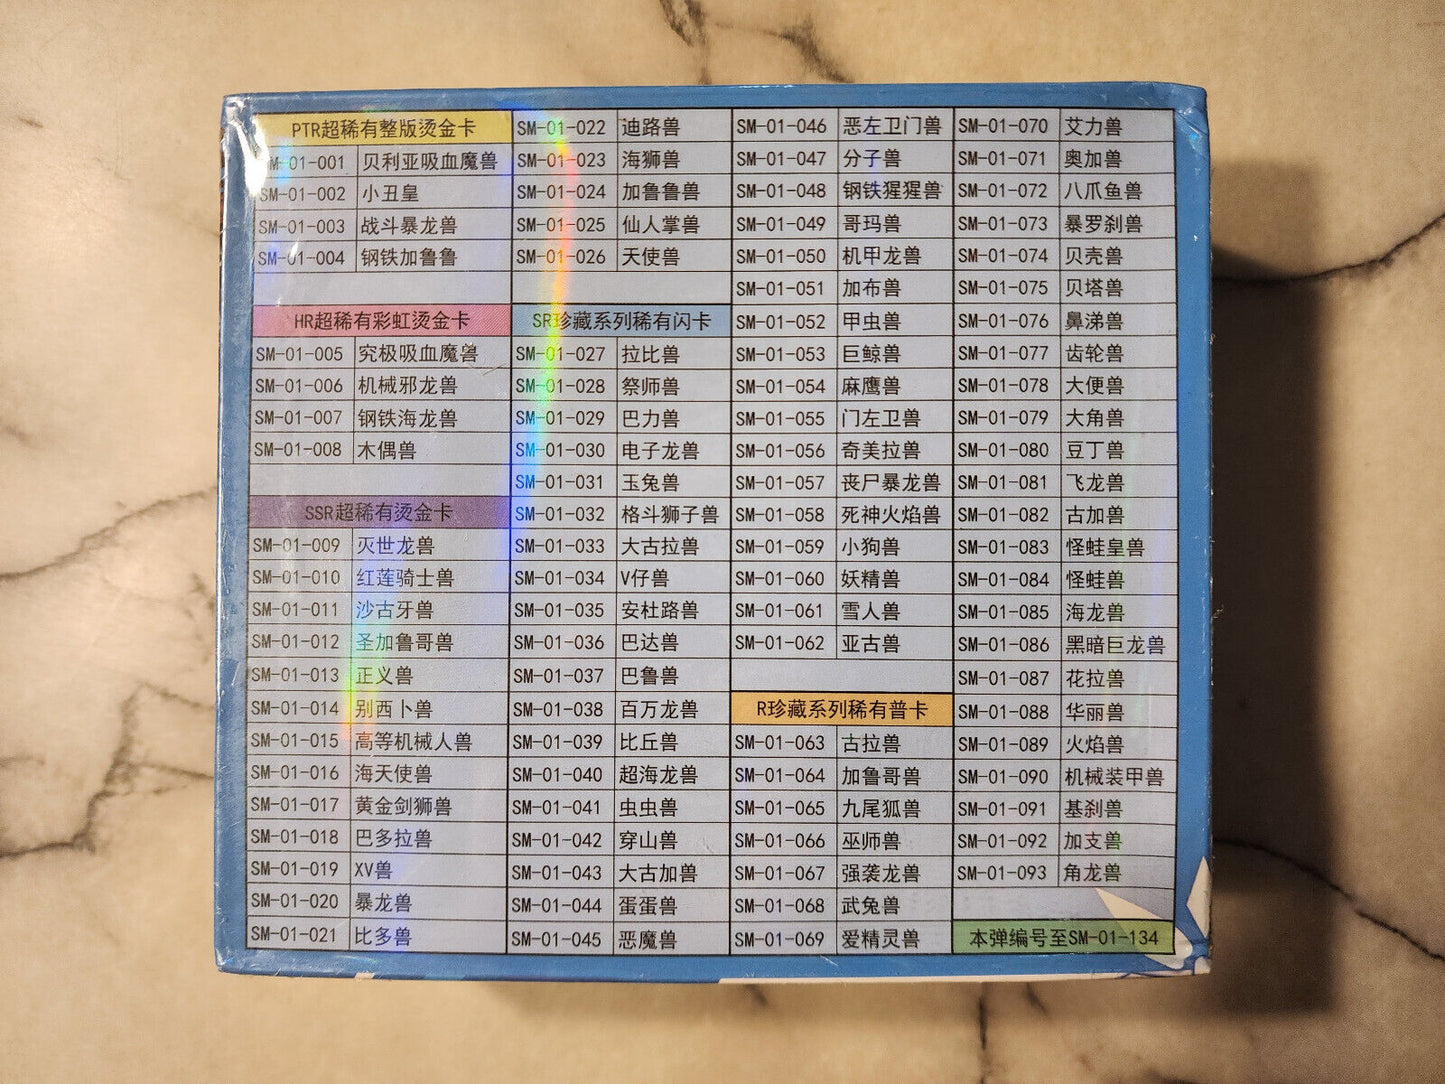 PTR超稀有整版烫金卡
SM-01-001 贝利亚吸血魔兽
SM-01-002 小丑皇
SM-01-003 战斗暴龙兽
SM-01-004 钢铁加鲁鲁
HR超稀有彩虹烫金卡
SM-01-005 究极吸血魔兽
SM-01-006 机械邪龙兽
SM-01-007 钢铁海龙兽
SM-01-008 木偶兽
SSR超稀有烫金卡
SM-01-009 灭世龙兽
SM-01-010 红莲骑士兽
SM-01-011 沙古牙兽
SM-01-012 圣加鲁哥兽
SM-01-013 正义兽
SM-01-014 别西卜兽
SM-01-015 高等机械人兽
SM-01-016 海天使兽
SM-01-017 黄金剑狮兽
SM-01-018 巴多拉兽
SM-01-019 XV兽
SM-01-020 暴龙兽
SM-01-021 比多兽
SM-01-022 迪路兽
SM-01-023 海狮兽
SM-01-024 加鲁鲁兽
SM-01-025 仙人掌兽
SM-01-026 天使兽
SR珍藏系列稀有闪卡
SM-01-027 拉比兽
SM-01-028 祭师兽
SM-01-029 巴力兽
SM-01-030 电子龙兽
SM-01-031 玉兔兽
SM-01-032 格斗狮子兽
SM-01-033 大古拉兽
SM-01-034 V仔兽
SM-01-035 安杜路兽
SM-01-036 巴达兽
SM-01-037 巴鲁兽
SM-01-038 百万龙兽
SM-01-039 比丘兽
SM-01-040 超海龙兽
SM-01-041 虫虫兽
SM-01-042 穿山兽
SM-01-043 大古加兽
SM-01-044 蛋蛋兽
SM-01-045 恶魔兽
SM-01-046 恶左卫门兽
SM-01-047 分子兽
SM-01-048 钢铁猩猩兽
SM-01-049 哥玛兽
SM-01-050 机甲龙兽
SM-01-051 加布兽
SM-01-052 甲虫兽
SM-01-053 巨鲸兽
SM-01-054 麻鹰兽
SM-01-055 门左卫兽
SM-01-056 奇美拉兽
SM-01-057 丧尸暴龙兽
SM-01-058 死神火焰兽
SM-01-059 小狗兽
SM-01-060 妖精兽
SM-01-061 雪人兽
SM-01-062 亚古兽
R珍藏系列稀有普卡
SM-01-063 古拉兽
SM-01-064 加鲁哥兽
SM-01-065 九尾狐兽
SM-01-066 巫师兽
SM-01-067 强袭龙兽
SM-01-068 武兔兽
SM-01-069 爱精灵兽
SM-01-070 艾力兽
SM-01-071 奥加兽
SM-01-072 八爪鱼兽
SM-01-073 暴罗刹兽
SM-01-074 贝壳兽
SM-01-075 贝塔兽
SM-01-076 鼻涕兽
SM-01-077 齿轮兽
SM-01-078 大便兽
SM-01-079 大角兽
SM-01-080 豆丁兽
SM-01-081 飞龙兽
SM-01-082 古加兽
SM-01-083 怪蛙皇兽
SM-01-084 怪蛙兽
SM-01-085 海龙兽
SM-01-086 黑暗巨龙兽
SM-01-087 花拉兽
SM-01-088 华丽兽
SM-01-089 火焰兽
SM-01-090 机械装甲兽
SM-01-091 基刹兽
SM-01-092 加支兽
SM-01-093 角龙兽
本弹编号至SM-01-134